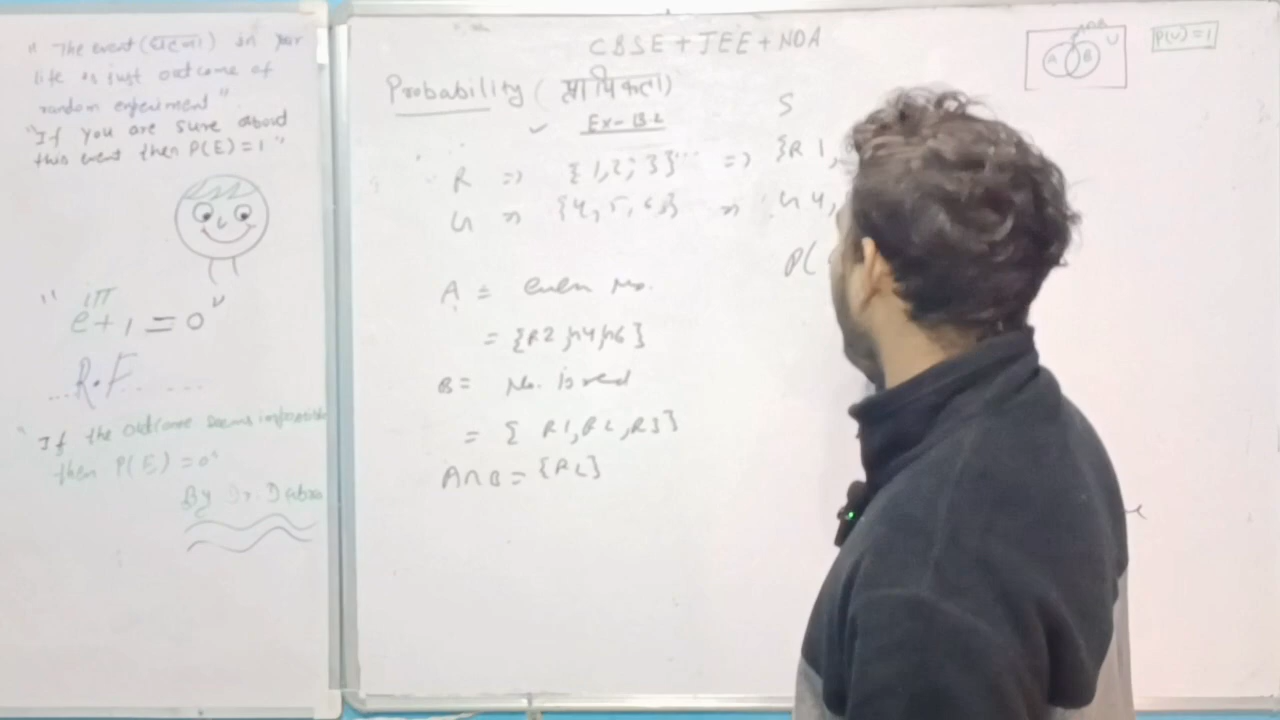 " The event (घटना) in your
life is just outcome of
random experiment"
"If you are sure about
this event then P(E)=1"
" e^iπ + 1 = 0"
...R.F......
"If the outcome seems impossible
then P(E)=0"
By Dr. Dabra
CBSE + JEE + NDA
Probability (प्रायिकता)
Ex-13.2
R => {1,2,3} => {R1,
G => {4,5,6} => G4,
S
P(
A = even No.
= {R2, G4, G6}
B = No. is red
= { R1, R2, R3}
A∩B = {R2}
A B U
P(U)=1